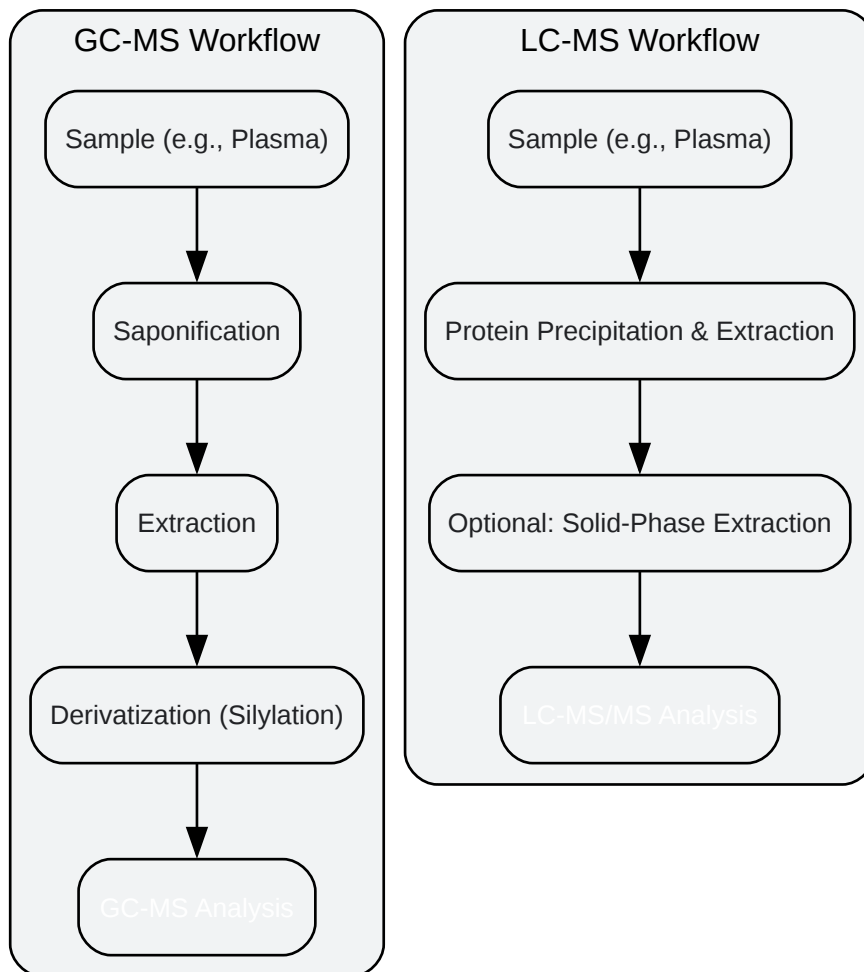 GC-MS Workflow
Sample (e.g., Plasma)
Saponification
Extraction
Derivatization (Silylation)
GC-MS Analysis
LC-MS Workflow
Sample (e.g., Plasma)
Protein Precipitation & Extraction
Optional: Solid-Phase Extraction
LC-MS/MS Analysis